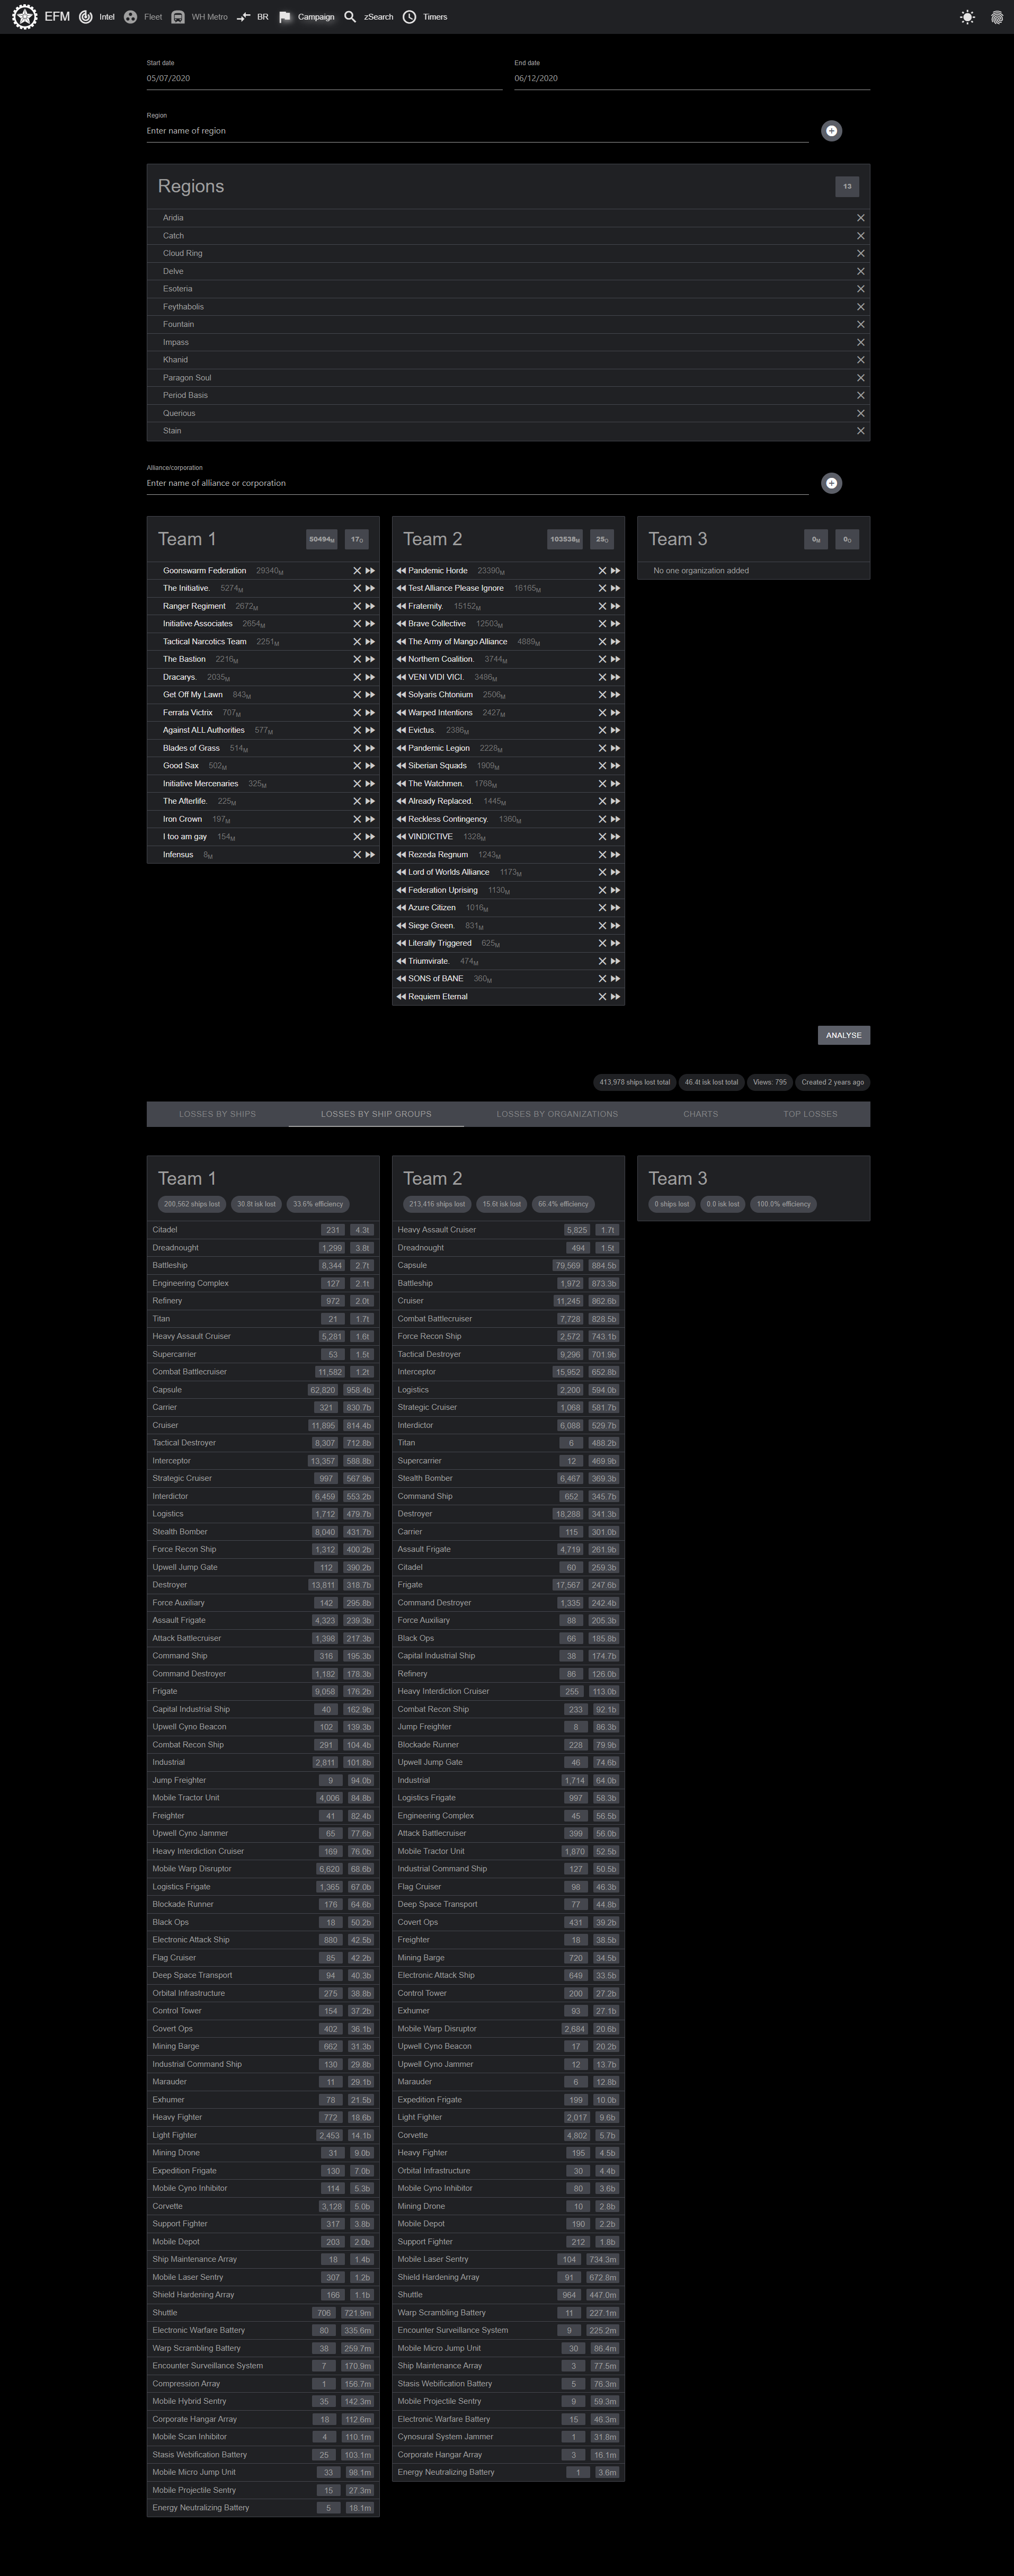 EFM Intel Fleet WH Metro BR Campaign zSearch Timers
Start date End date
05/07/2020 06/12/2020
Region
Enter name of region
Regions 13
Aridia
Catch
Cloud Ring
Delve
Esoteria
Feythabolis
Fountain
Impass
Khanid
Paragon Soul
Period Basis
Querious
Stain
Alliance/corporation
Enter name of alliance or corporation
Team 1 50494M 17O
Goonswarm Federation 29340M
The Initiative. 5274M
Ranger Regiment 2672M
Initiative Associates 2654M
Tactical Narcotics Team 2251M
The Bastion 2216M
Dracarys. 2035M
Get Off My Lawn 843M
Ferrata Victrix 707M
Against ALL Authorities 577M
Blades of Grass 514M
Good Sax 502M
Initiative Mercenaries 325M
The Afterlife. 225M
Iron Crown 197M
I too am gay 154M
Infensus 8M
Team 2 103538M 25O
Pandemic Horde 23390M
Test Alliance Please Ignore 16165M
Fraternity. 15152M
Brave Collective 12503M
The Army of Mango Alliance 4889M
Northern Coalition. 3744M
VENI VIDI VICI. 3486M
Solyaris Chtonium 2506M
Warped Intentions 2427M
Evictus. 2386M
Pandemic Legion 2228M
Siberian Squads 1909M
The Watchmen. 1768M
Already Replaced. 1445M
Reckless Contingency. 1360M
VINDICTIVE 1328M
Rezeda Regnum 1243M
Lord of Worlds Alliance 1173M
Federation Uprising 1130M
Azure Citizen 1016M
Siege Green. 831M
Literally Triggered 625M
Triumvirate. 474M
SONS of BANE 360M
Requiem Eternal
Team 3 0M 0O
No one organization added
ANALYSE
413,978 ships lost total 46.4t isk lost total Views: 795 Created 2 years ago
LOSSES BY SHIPS LOSSES BY SHIP GROUPS LOSSES BY ORGANIZATIONS CHARTS TOP LOSSES
Team 1
200,562 ships lost 30.8t isk lost 33.6% efficiency
Citadel 231 4.3t
Dreadnought 1,299 3.8t
Battleship 8,344 2.7t
Engineering Complex 127 2.1t
Refinery 972 2.0t
Titan 21 1.7t
Heavy Assault Cruiser 5,281 1.6t
Supercarrier 53 1.5t
Combat Battlecruiser 11,582 1.2t
Capsule 62,820 958.4b
Carrier 321 830.7b
Cruiser 11,895 814.4b
Tactical Destroyer 8,307 712.8b
Interceptor 13,357 588.8b
Strategic Cruiser 997 567.9b
Interdictor 6,459 553.2b
Logistics 1,712 479.7b
Stealth Bomber 8,040 431.7b
Force Recon Ship 1,312 400.2b
Upwell Jump Gate 112 390.2b
Destroyer 13,811 318.7b
Force Auxiliary 142 295.8b
Assault Frigate 4,323 239.3b
Attack Battlecruiser 1,398 217.3b
Command Ship 316 195.3b
Command Destroyer 1,182 178.3b
Frigate 9,058 176.2b
Capital Industrial Ship 40 162.9b
Upwell Cyno Beacon 102 139.3b
Combat Recon Ship 291 104.4b
Industrial 2,811 101.8b
Jump Freighter 9 94.0b
Mobile Tractor Unit 4,006 84.8b
Freighter 41 82.4b
Upwell Cyno Jammer 65 77.6b
Heavy Interdiction Cruiser 169 76.0b
Mobile Warp Disruptor 6,620 68.6b
Logistics Frigate 1,365 67.0b
Blockade Runner 176 64.6b
Black Ops 18 50.2b
Electronic Attack Ship 880 42.5b
Flag Cruiser 85 42.2b
Deep Space Transport 94 40.3b
Orbital Infrastructure 275 38.8b
Control Tower 154 37.2b
Covert Ops 402 36.1b
Mining Barge 662 31.3b
Industrial Command Ship 130 29.8b
Marauder 11 29.1b
Exhumer 78 21.5b
Heavy Fighter 772 18.6b
Light Fighter 2,453 14.1b
Mining Drone 31 9.0b
Expedition Frigate 130 7.0b
Mobile Cyno Inhibitor 114 5.3b
Corvette 3,128 5.0b
Support Fighter 317 3.8b
Mobile Depot 203 2.0b
Ship Maintenance Array 18 1.4b
Mobile Laser Sentry 307 1.2b
Shield Hardening Array 166 1.1b
Shuttle 706 721.9m
Electronic Warfare Battery 80 335.6m
Warp Scrambling Battery 38 259.7m
Encounter Surveillance System 7 170.9m
Compression Array 1 156.7m
Mobile Hybrid Sentry 35 142.3m
Corporate Hangar Array 18 112.6m
Mobile Scan Inhibitor 4 110.1m
Stasis Webification Battery 25 103.1m
Mobile Micro Jump Unit 33 98.1m
Mobile Projectile Sentry 15 27.3m
Energy Neutralizing Battery 5 18.1m
Team 2
213,416 ships lost 15.6t isk lost 66.4% efficiency
Heavy Assault Cruiser 5,825 1.7t
Dreadnought 494 1.5t
Capsule 79,569 884.5b
Battleship 1,972 873.3b
Cruiser 11,245 862.6b
Combat Battlecruiser 7,728 828.5b
Force Recon Ship 2,572 743.1b
Tactical Destroyer 9,296 701.9b
Interceptor 15,952 652.8b
Logistics 2,200 594.0b
Strategic Cruiser 1,068 581.7b
Interdictor 6,088 529.7b
Titan 6 488.2b
Supercarrier 12 469.9b
Stealth Bomber 6,467 369.3b
Command Ship 652 345.7b
Destroyer 18,288 341.3b
Carrier 115 301.0b
Assault Frigate 4,719 261.9b
Citadel 60 259.3b
Frigate 17,567 247.6b
Command Destroyer 1,335 242.4b
Force Auxiliary 88 205.3b
Black Ops 66 185.8b
Capital Industrial Ship 38 174.7b
Refinery 86 126.0b
Heavy Interdiction Cruiser 255 113.0b
Combat Recon Ship 233 92.1b
Jump Freighter 8 86.3b
Blockade Runner 228 79.9b
Upwell Jump Gate 46 74.6b
Industrial 1,714 64.0b
Logistics Frigate 997 58.3b
Engineering Complex 45 56.5b
Attack Battlecruiser 399 56.0b
Mobile Tractor Unit 1,870 52.5b
Industrial Command Ship 127 50.5b
Flag Cruiser 98 46.3b
Deep Space Transport 77 44.8b
Covert Ops 431 39.2b
Freighter 18 38.5b
Mining Barge 720 34.5b
Electronic Attack Ship 649 33.5b
Control Tower 200 27.2b
Exhumer 93 27.1b
Mobile Warp Disruptor 2,684 20.6b
Upwell Cyno Beacon 17 20.2b
Upwell Cyno Jammer 12 13.7b
Marauder 6 12.8b
Expedition Frigate 199 10.0b
Light Fighter 2,017 9.6b
Corvette 4,802 5.7b
Heavy Fighter 195 4.5b
Orbital Infrastructure 30 4.4b
Mobile Cyno Inhibitor 80 3.6b
Mining Drone 10 2.8b
Mobile Depot 190 2.2b
Support Fighter 212 1.8b
Mobile Laser Sentry 104 734.3m
Shield Hardening Array 91 672.8m
Shuttle 964 447.0m
Warp Scrambling Battery 11 227.1m
Encounter Surveillance System 9 225.2m
Mobile Micro Jump Unit 30 86.4m
Ship Maintenance Array 3 77.5m
Stasis Webification Battery 5 76.3m
Mobile Projectile Sentry 9 59.3m
Electronic Warfare Battery 15 46.3m
Cynosural System Jammer 1 31.8m
Corporate Hangar Array 3 16.1m
Energy Neutralizing Battery 1 3.6m
Team 3
0 ships lost 0.0 isk lost 100.0% efficiency